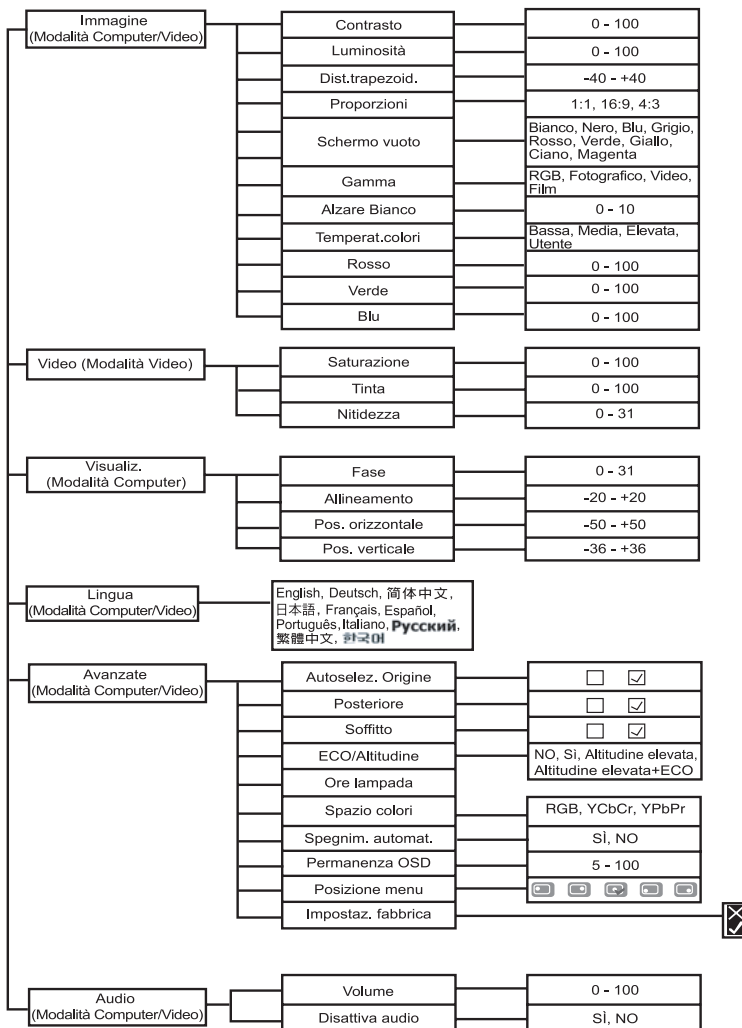 Immagine
(Modalità Computer/Video)
Contrasto
0 - 100
Luminosità
0 - 100
Dist.trapezoid.
-40 - +40
Proporzioni
1:1, 16:9, 4:3
Schermo vuoto
Bianco, Nero, Blu, Grigio,
Rosso, Verde, Giallo,
Ciano, Magenta
Gamma
RGB, Fotografico, Video,
Film
Alzare Bianco
0 - 10
Temperat.colori
Bassa, Media, Elevata,
Utente
Rosso
0 - 100
Verde
0 - 100
Blu
0 - 100
Video (Modalità Video)
Saturazione
0 - 100
Tinta
0 - 100
Nitidezza
0 - 31
Visualiz.
(Modalità Computer)
Fase
0 - 31
Allineamento
-20 - +20
Pos. orizzontale
-50 - +50
Pos. verticale
-36 - +36
Lingua
(Modalità Computer/Video)
English, Deutsch, 简体中文,
日本語, Français, Español,
Português, Italiano, Русский,
繁體中文, 한국어
Avanzate
(Modalità Computer/Video)
Autoselez. Origine
Posteriore
Soffitto
ECO/Altitudine
NO, Sì, Altitudine elevata,
Altitudine elevata+ECO
Ore lampada
Spazio colori
RGB, YCbCr, YPbPr
Spegnim. automat.
SÌ, NO
Permanenza OSD
5 - 100
Posizione menu
Impostaz. fabbrica
Audio
(Modalità Computer/Video)
Volume
0 - 100
Disattiva audio
SÌ, NO